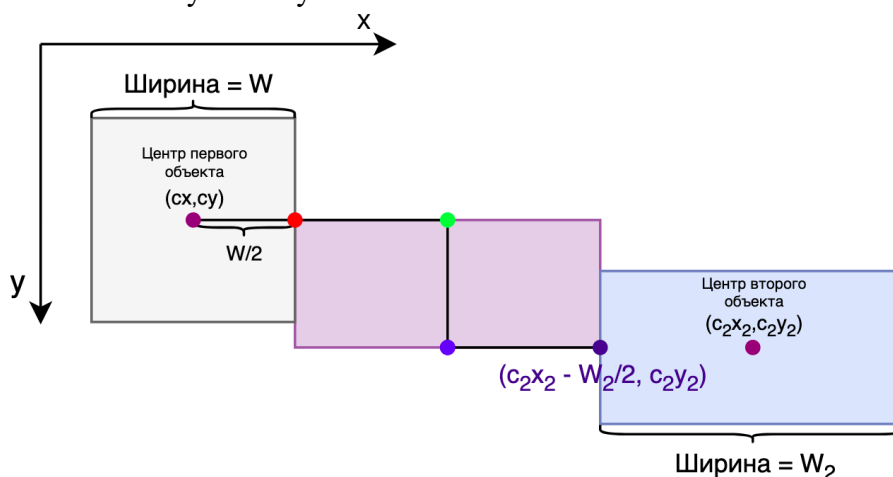 x
Ширина = W
Центр первого
объекта
(cx,cy)
W/2
y
Центр второго
объекта
(c₂x₂,c₂y₂)
(c₂x₂ - W₂/2, c₂y₂)
Ширина = W₂